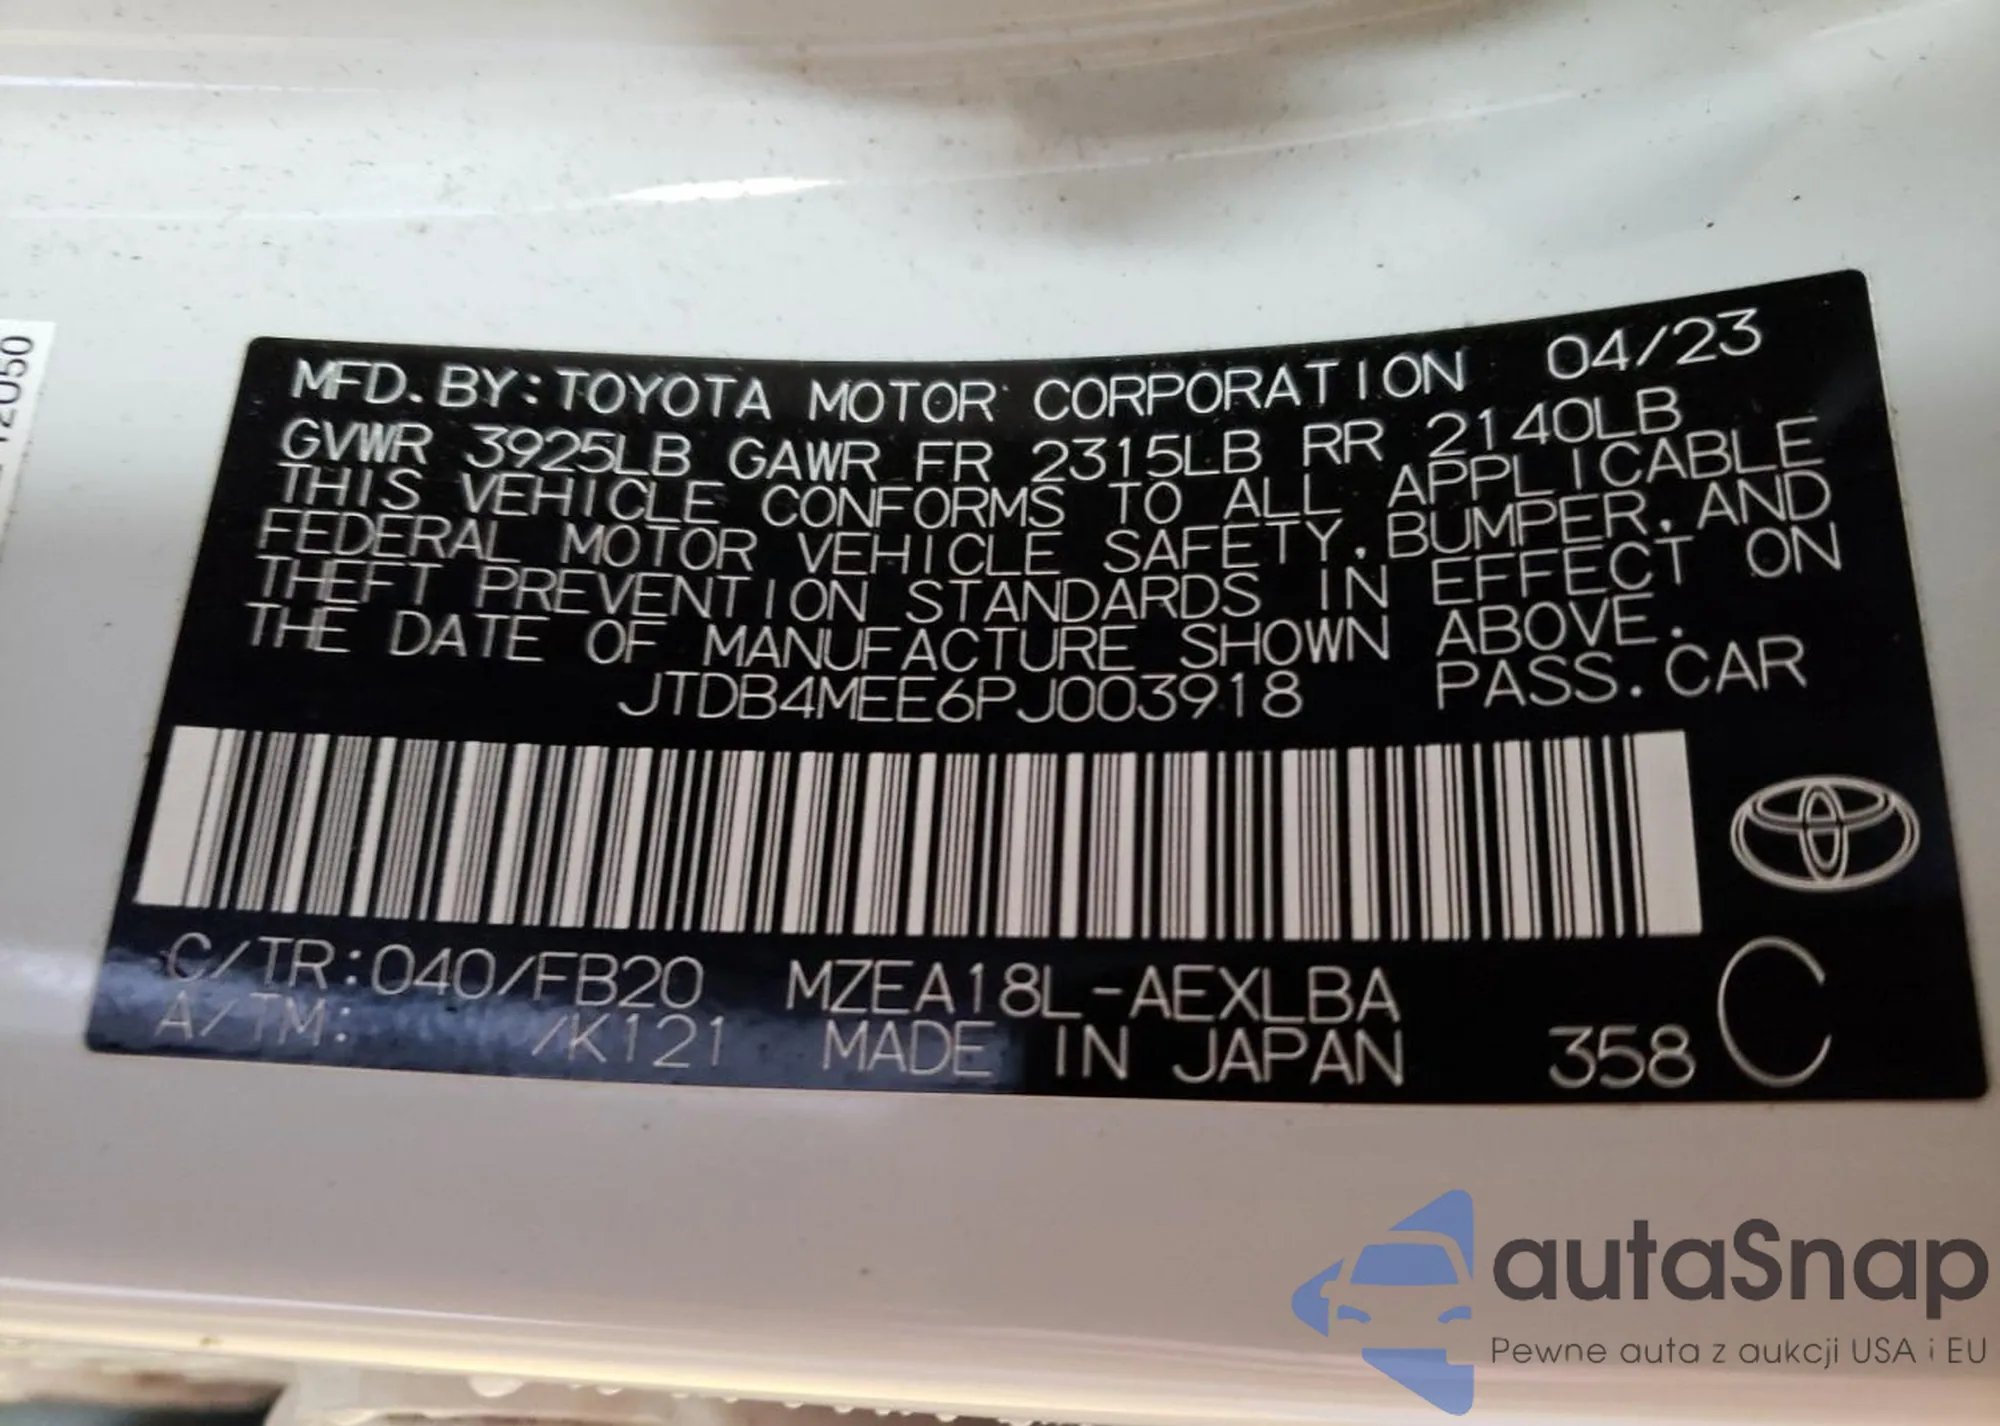 12050
MFD. BY: TOYOTA MOTOR CORPORATION 04/23
GVWR 3925LB GAWR FR 2315LB RR 2140LB
THIS VEHICLE CONFORMS TO ALL APPLICABLE
FEDERAL MOTOR VEHICLE SAFETY, BUMPER, AND
THEFT PREVENTION STANDARDS IN EFFECT ON
THE DATE OF MANUFACTURE SHOWN ABOVE.
JTDB4MEE6PJ003918 PASS. CAR
C/TR: 040/FB20 MZEA18L-AEXLBA
A/TM: /K121 MADE IN JAPAN 358 C
autaSnap
Pewne auta z aukcji USA i EU